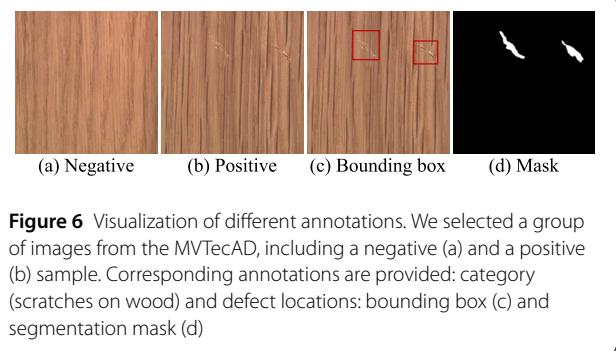 (a) Negative (b) Positive (c) Bounding box (d) Mask
Figure 6 Visualization of different annotations. We selected a group
of images from the MVTecAD, including a negative (a) and a positive
(b) sample. Corresponding annotations are provided: category
(scratches on wood) and defect locations: bounding box (c) and
segmentation mask (d)